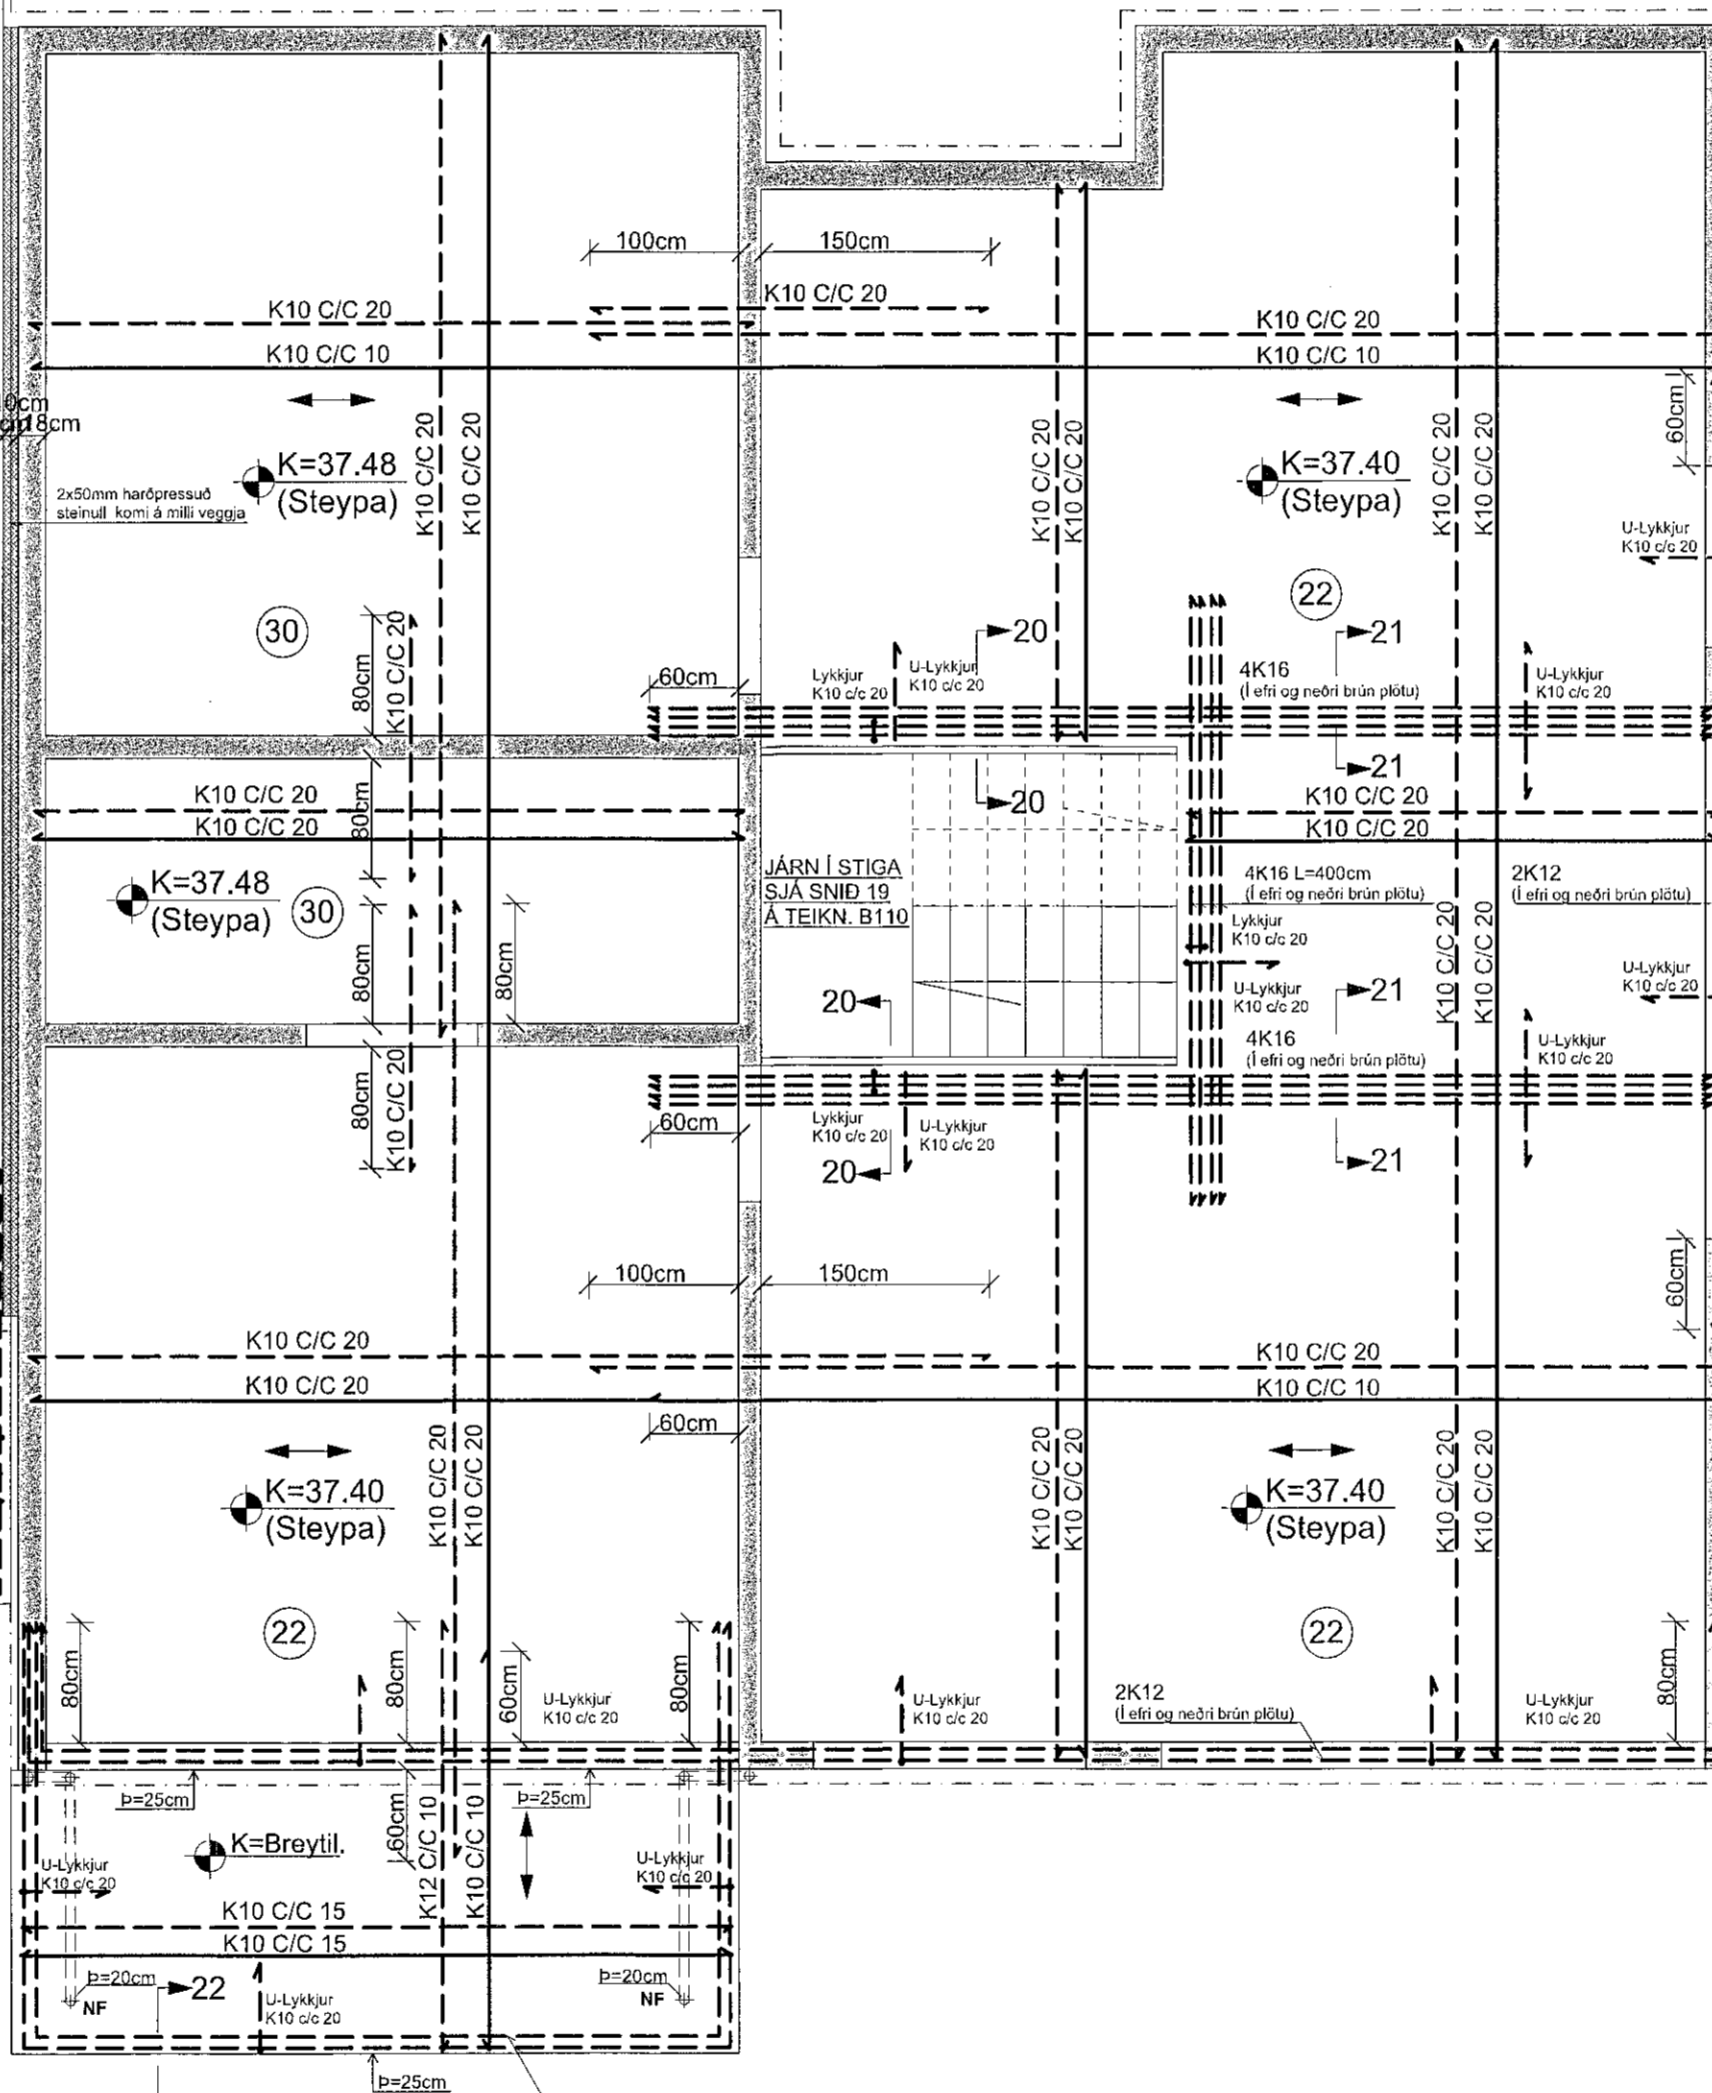 100cm
150cm
K10 C/C 20
K10 C/C 20
K10 C/C 20
K10 C/C 10
K10 C/C 10
60cm
18cm
K10 C/C 20
K10 C/C 20
K10 C/C 20
K10 C/C 20
K10 C/C 20
K10 C/C 20
K=37.48
(Steypa)
K=37.40
(Steypa)
2x50mm harðpressuð
steinull komi á milli veggja
U-Lykkjur
K10 c/c 20
30
22
80cm
K10 C/C 20
20
21
60cm
Lykkjur
K10 c/c 20
U-Lykkjur
K10 c/c 20
4K16
(Í efri og neðri brún plötu)
U-Lykkjur
K10 c/c 20
21
K10 C/C 20
K10 C/C 20
80cm
20
K10 C/C 20
K10 C/C 20
JÁRN Í STIGA
SJÁ SNIÐ 19
Á TEIKN. B110
K=37.48
(Steypa)
30
80cm
80cm
4K16 L=400cm
(Í efri og neðri brún plötu)
2K12
(Í efri og neðri brún plötu)
Lykkjur
K10 c/c 20
K10 C/C 20
K10 C/C 20
U-Lykkjur
K10 c/c 20
U-Lykkjur
K10 c/c 20
20
21
4K16
(Í efri og neðri brún plötu)
U-Lykkjur
K10 c/c 20
80cm
K10 C/C 20
60cm
Lykkjur
K10 c/c 20
U-Lykkjur
K10 c/c 20
20
21
100cm
150cm
60cm
K10 C/C 20
K10 C/C 20
K10 C/C 20
K10 C/C 10
60cm
K10 C/C 20
K10 C/C 20
K10 C/C 20
K10 C/C 20
K10 C/C 20
K10 C/C 20
K=37.40
(Steypa)
K=37.40
(Steypa)
22
22
80cm
80cm
60cm
U-Lykkjur
K10 c/c 20
80cm
U-Lykkjur
K10 c/c 20
2K12
(Í efri og neðri brún plötu)
U-Lykkjur
K10 c/c 20
80cm
Þ=25cm
Þ=25cm
K=Breytil.
60cm
K12 C/C 10
K10 C/C 10
U-Lykkjur
K10 c/c 20
U-Lykkjur
K10 c/c 20
K10 C/C 15
K10 C/C 15
Þ=20cm
NF
22
U-Lykkjur
K10 c/c 20
Þ=20cm
NF
Þ=25cm